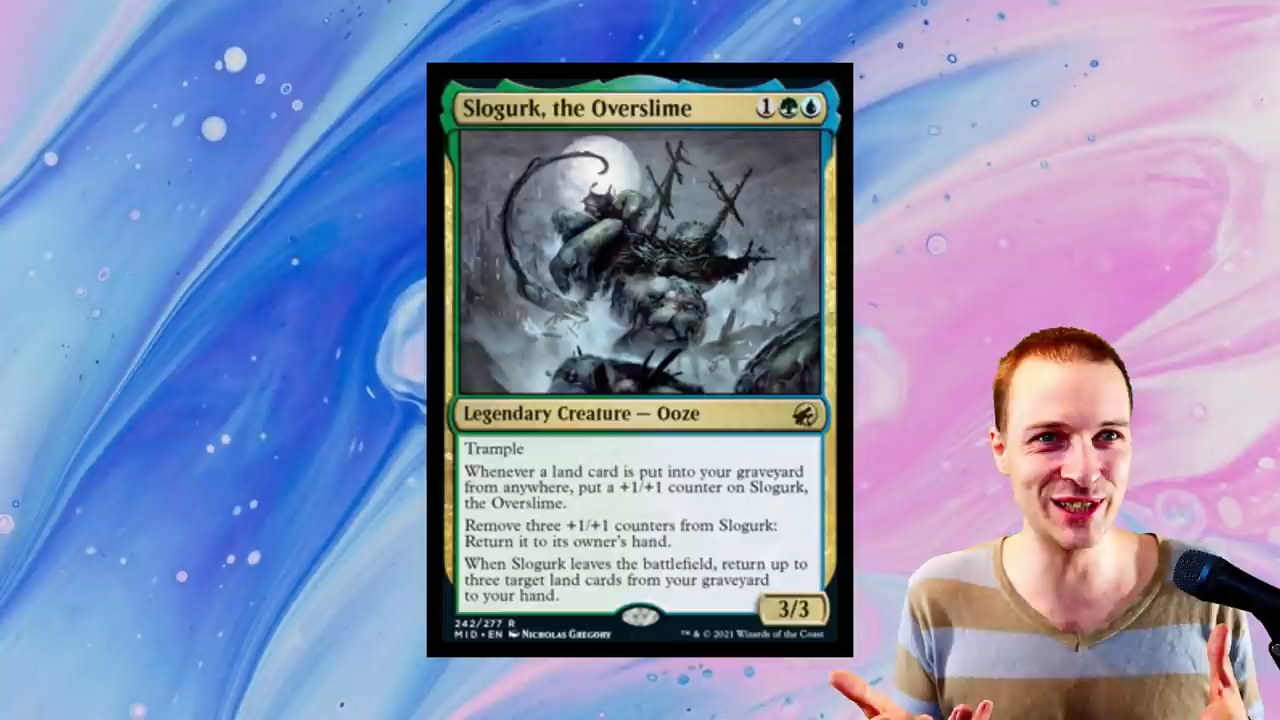 Slogurk, the Overslime 1
Legendary Creature — Ooze
Trample
Whenever a land card is put into your graveyard
from anywhere, put a +1/+1 counter on Slogurk,
the Overslime.
Remove three +1/+1 counters from Slogurk:
Return it to its owner's hand.
When Slogurk leaves the battlefield, return up to
three target land cards from your graveyard
to your hand.
3/3
242/277 R
MID • EN Nicholas Gregory
™ & © 2021 Wizards of the Coast